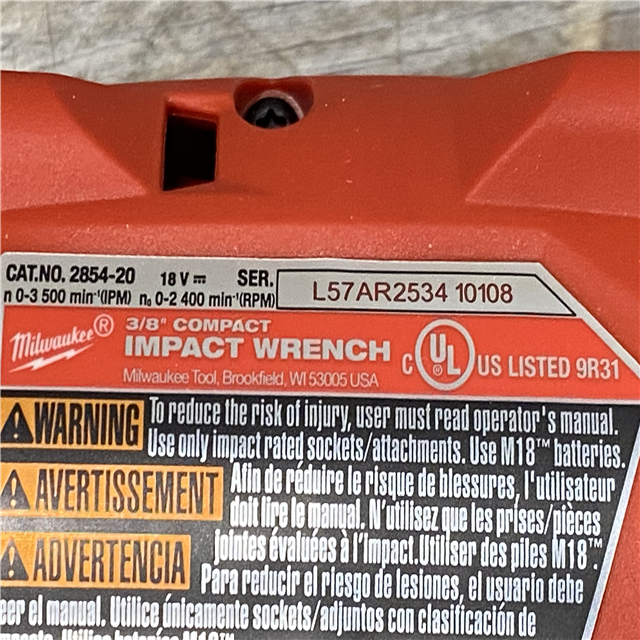 CAT.NO. 2854-20 18 V SER. L57AR2534 10108
n 0-3 500 min⁻¹(IPM) n₀ 0-2 400 min⁻¹(RPM)
Milwaukee® 3/8" COMPACT
IMPACT WRENCH C UL ® US LISTED 9R31
Milwaukee Tool, Brookfield, WI 53005 USA
WARNING To reduce the risk of injury, user must read operator's manual.
Use only impact rated sockets/attachments. Use M18™ batteries.
AVERTISSEMENT Afin de réduire le risque de blessures, l'utilisateur
doit lire le manual. N'utilisez que les prises/pièces
jointes évaluées à l'impact.Utiliser des piles M18™.
ADVERTENCIA Para reducir el riesgo de lesiones, el usuario debe
eer el manual. Utilice únicamente sockets/adjuntos con clasificación de